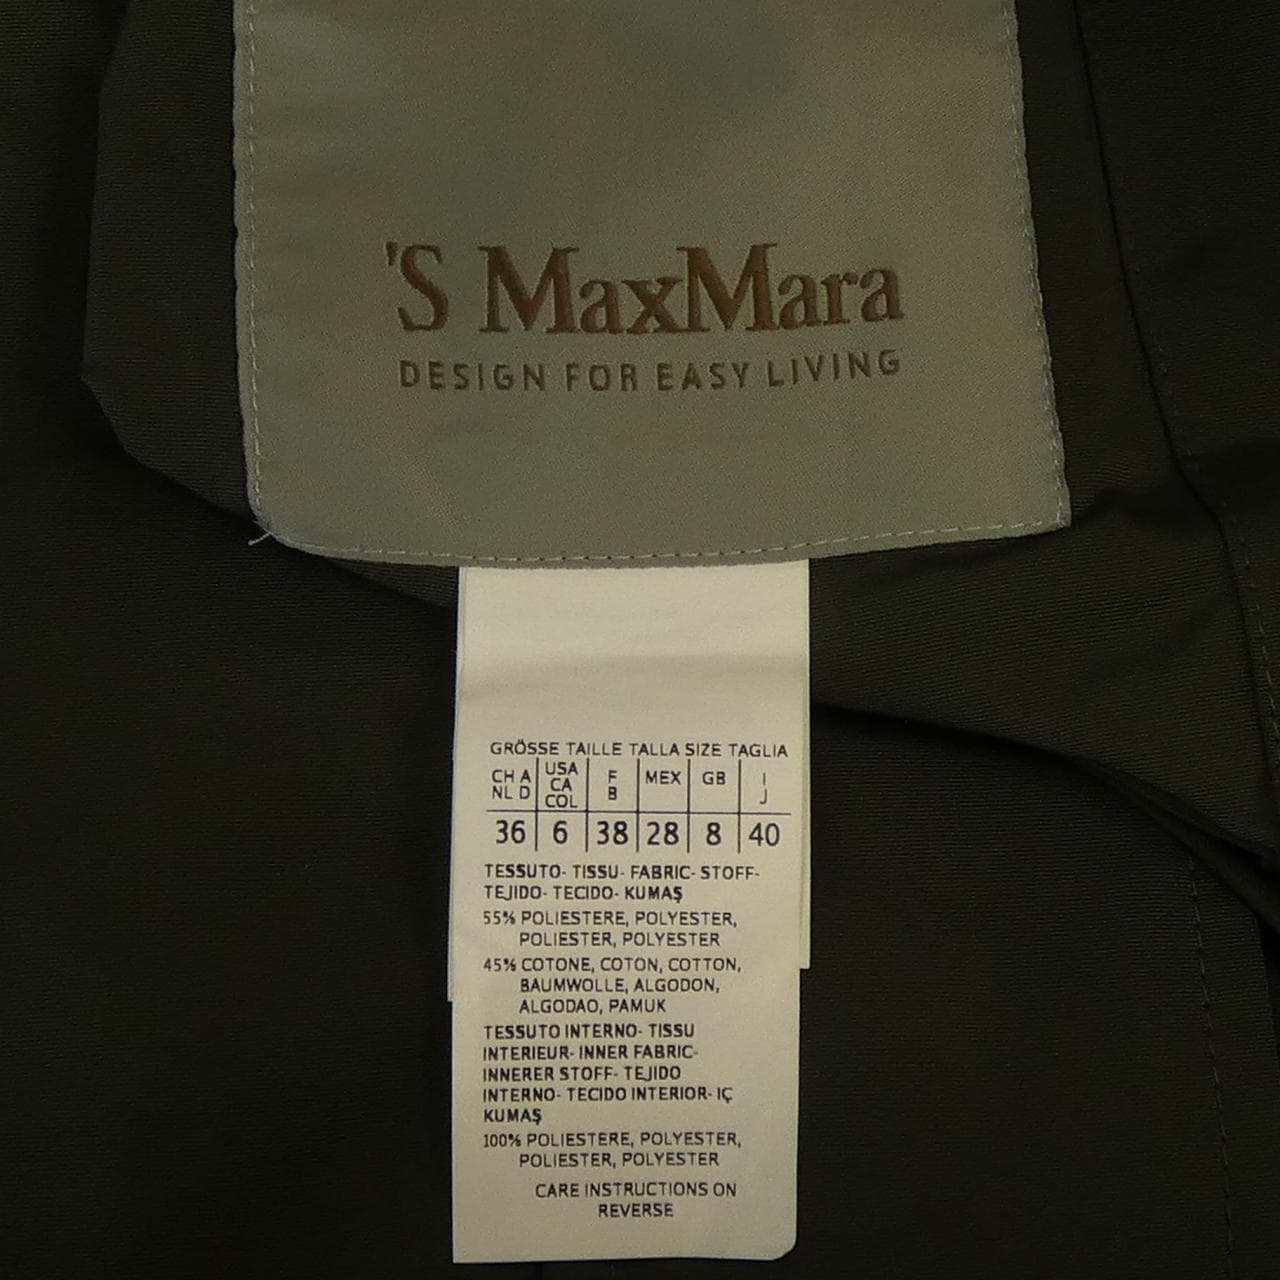 'S MaxMara
DESIGN FOR EASY LIVING
GRÖSSE TAILLE TALLA SIZE TAGLIA
CH A NL D | USA CA COL | F B | MEX | GB | I J
36 | 6 | 38 | 28 | 8 | 40
TESSUTO- TISSU- FABRIC- STOFF-
TEJIDO- TECIDO- KUMAŞ
55% POLIESTERE, POLYESTER,
POLIESTER, POLYESTER
45% COTONE, COTON, COTTON,
BAUMWOLLE, ALGODON,
ALGODAO, PAMUK
TESSUTO INTERNO- TISSU
INTERIEUR- INNER FABRIC-
INNERER STOFF- TEJIDO
INTERNO- TECIDO INTERIOR- IÇ
KUMAŞ
100% POLIESTERE, POLYESTER,
POLIESTER, POLYESTER
CARE INSTRUCTIONS ON
REVERSE